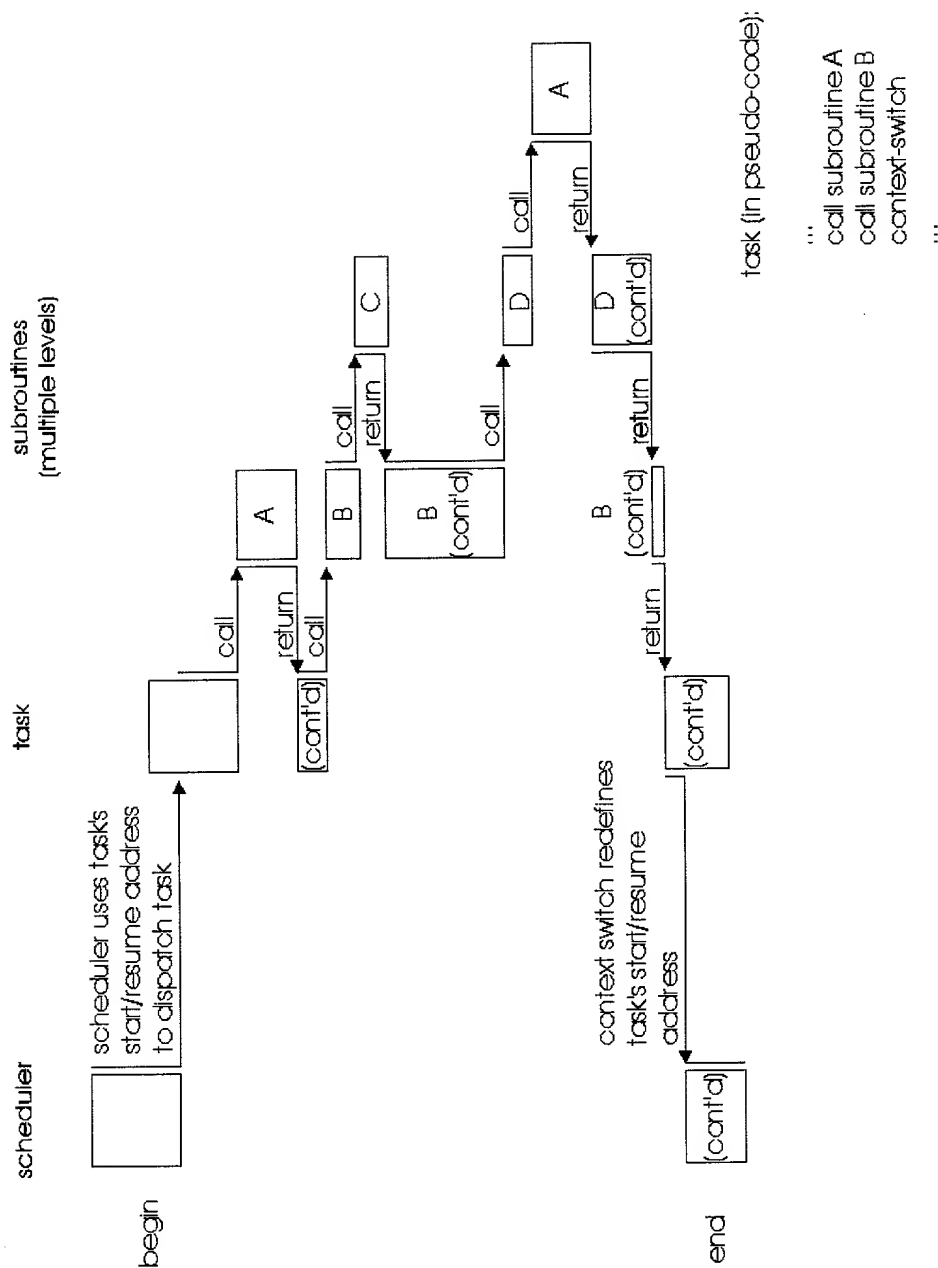 scheduler
task
subroutines
(multiple levels)
begin
scheduler uses task's
start/resume address
to dispatch task
call
A
return
(cont'd)
call
B
call
C
return
B
(cont'd)
call
D
call
A
return
D
(cont'd)
return
B
(cont'd)
return
(cont'd)
context switch redefines
task's start/resume
address
(cont'd)
end
task (in pseudo-code):
...
call subroutine A
call subroutine B
context-switch
...